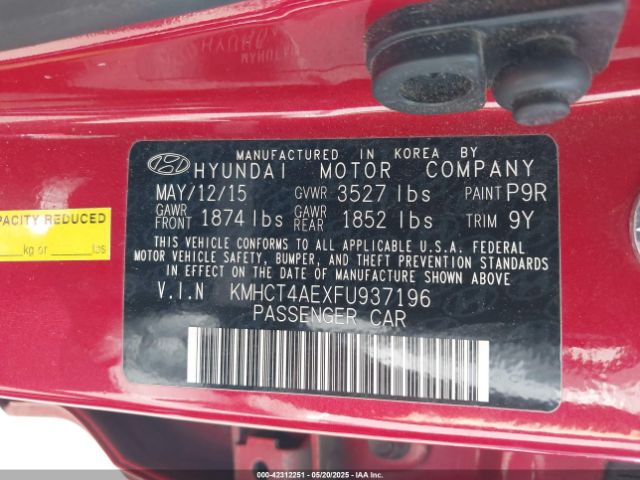 MANUFACTURED IN KOREA BY
HYUNDAI MOTOR COMPANY
MAY/12/15 GVWR 3527 lbs PAINT P9R
GAWR FRONT 1874 lbs GAWR REAR 1852 lbs TRIM 9Y
THIS VEHICLE CONFORMS TO ALL APPLICABLE U.S.A. FEDERAL
MOTOR VEHICLE SAFETY, BUMPER, AND THEFT PREVENTION STANDARDS
IN EFFECT ON THE DATE OF MANUFACTURE SHOWN ABOVE
V.I.N KMHCT4AEXFU937196
PASSENGER CAR
REDUCED
kg or lbs
000-42312251 - 05/20/2025 - IAA Inc.